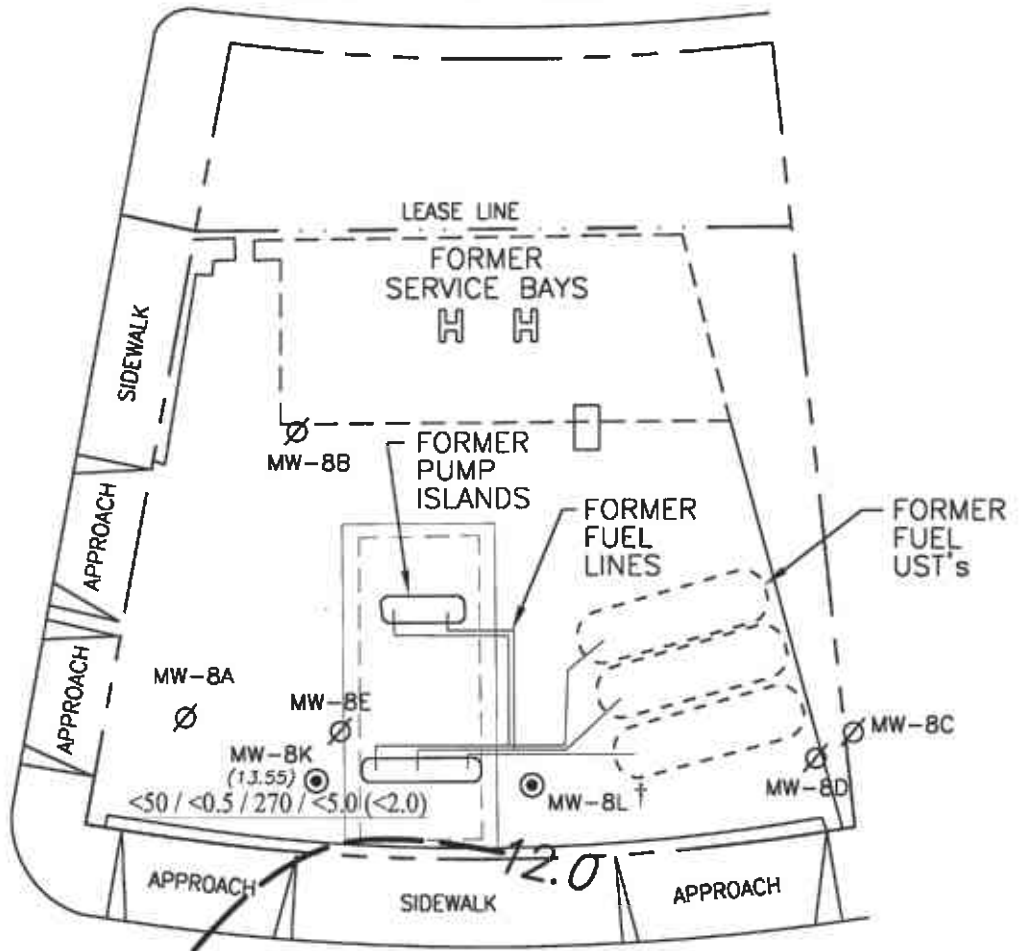 LEASE LINE
FORMER
SERVICE BAYS
SIDEWALK
MW-8B
FORMER
PUMP
ISLANDS
FORMER
FUEL
LINES
FORMER
FUEL
UST's
APPROACH
APPROACH
MW-8A
MW-8E
MW-8K
(13.55)
<50 / <0.5 / 270 / <5.0 (<2.0)
MW-8L †
MW-8C
MW-8D
12.0
APPROACH
SIDEWALK
APPROACH